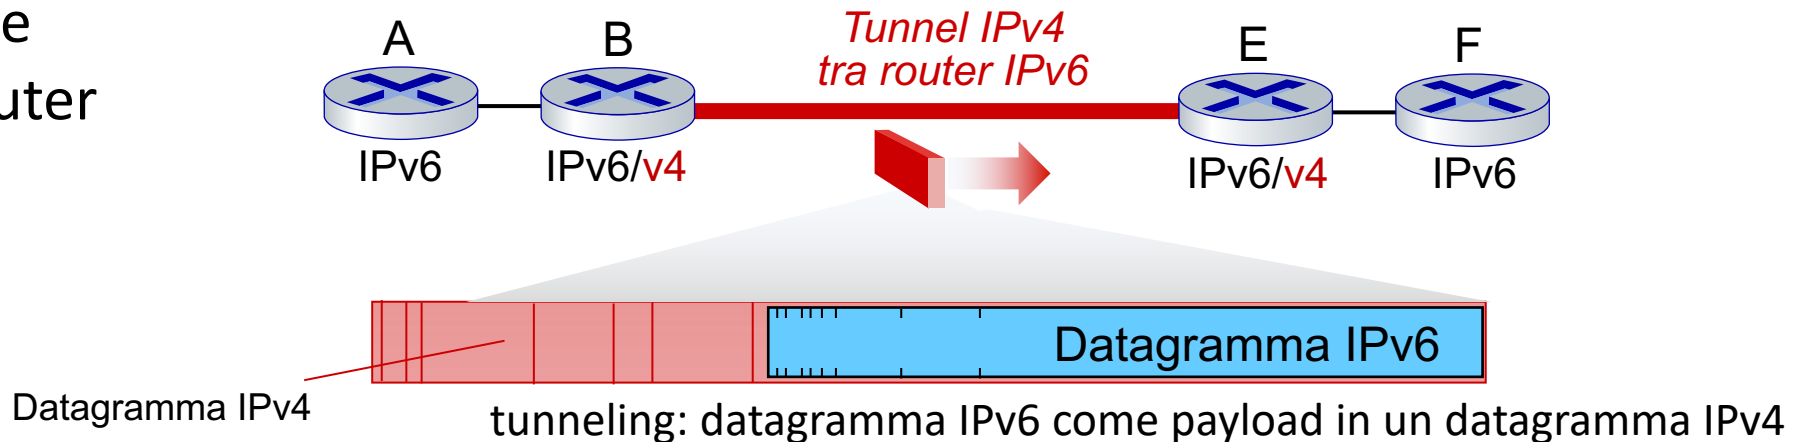 e
uter
A
B
Tunnel IPv4
tra router IPv6
E
F
IPv6
IPv6/v4
IPv6/v4
IPv6
Datagramma IPv6
Datagramma IPv4
tunneling: datagramma IPv6 come payload in un datagramma IPv4